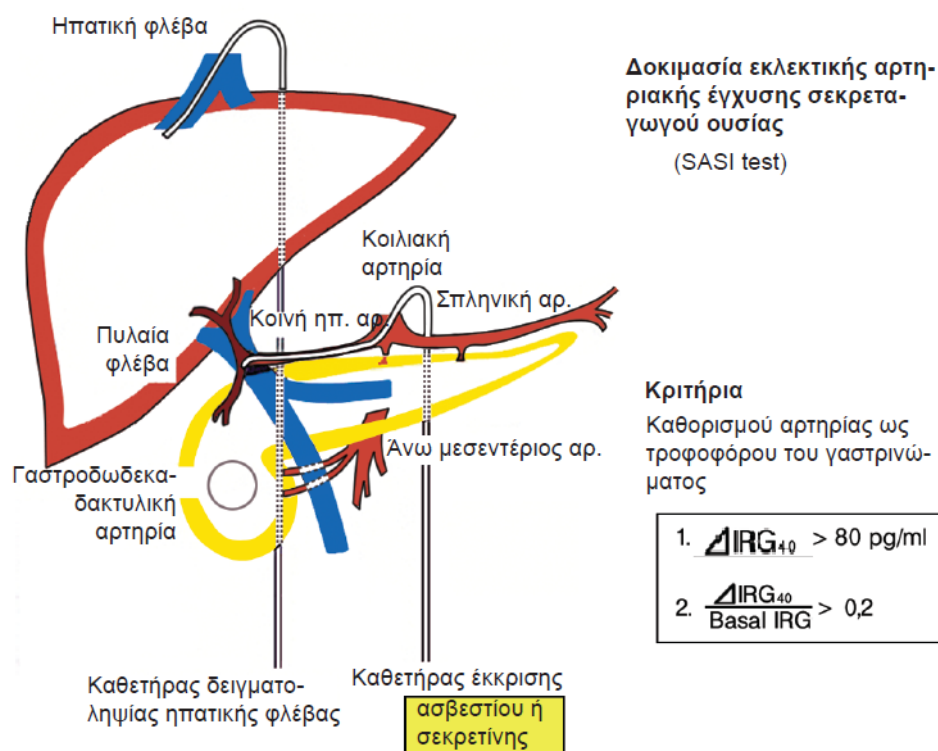 Ηπατική φλέβα
Δοκιμασία εκλεκτικής αρτη-
ριακής έγχυσης σεκρετα-
γωγού ουσίας
(SASI test)
Κοιλιακή
αρτηρία
Σπληνική αρ.
Κοινή ηπ. αρ.
Πυλαία
φλέβα
Κριτήρια
Καθορισμού αρτηρίας ως
τροφοφόρου του γαστρινώ-
ματος
Άνω μεσεντέριος αρ.
Γαστροδωδεκα-
δακτυλική
αρτηρία
1. ΔIRG₄₀ > 80 pg/ml
2. ΔIRG₄₀ / Basal IRG > 0,2
Καθετήρας δειγματο-
ληψίας ηπατικής φλέβας
Καθετήρας έκκρισης
ασβεστίου ή
σεκρετίνης